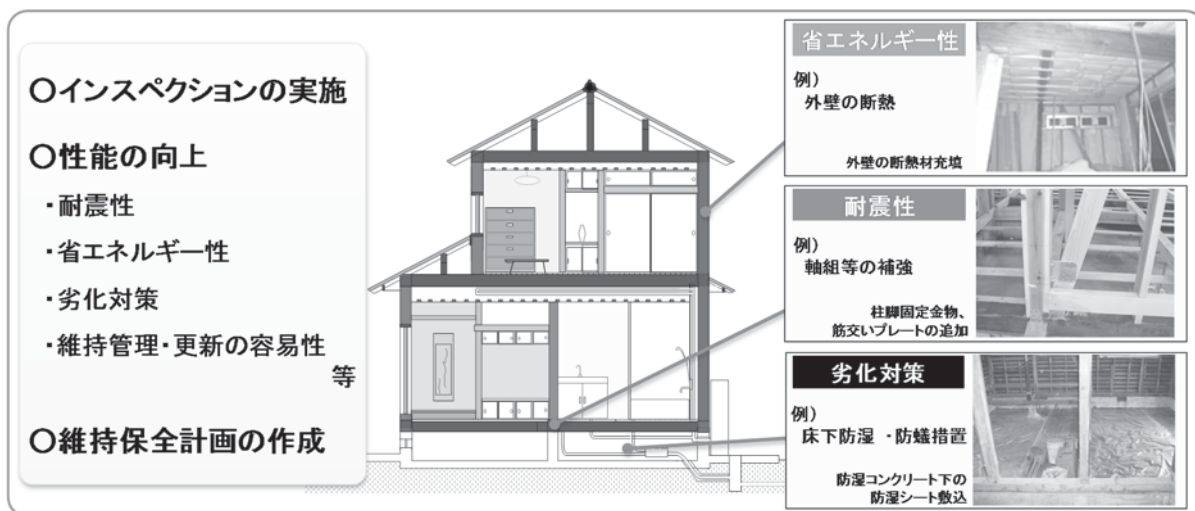 ○インスペクションの実施
○性能の向上
・耐震性
・省エネルギー性
・劣化対策
・維持管理・更新の容易性
等
○維持保全計画の作成
省エネルギー性
例)
外壁の断熱
外壁の断熱材充填
耐震性
例)
軸組等の補強
柱脚固定金物、
筋交いプレートの追加
劣化対策
例)
床下防湿・防蟻措置
防湿コンクリート下の
防湿シート敷込